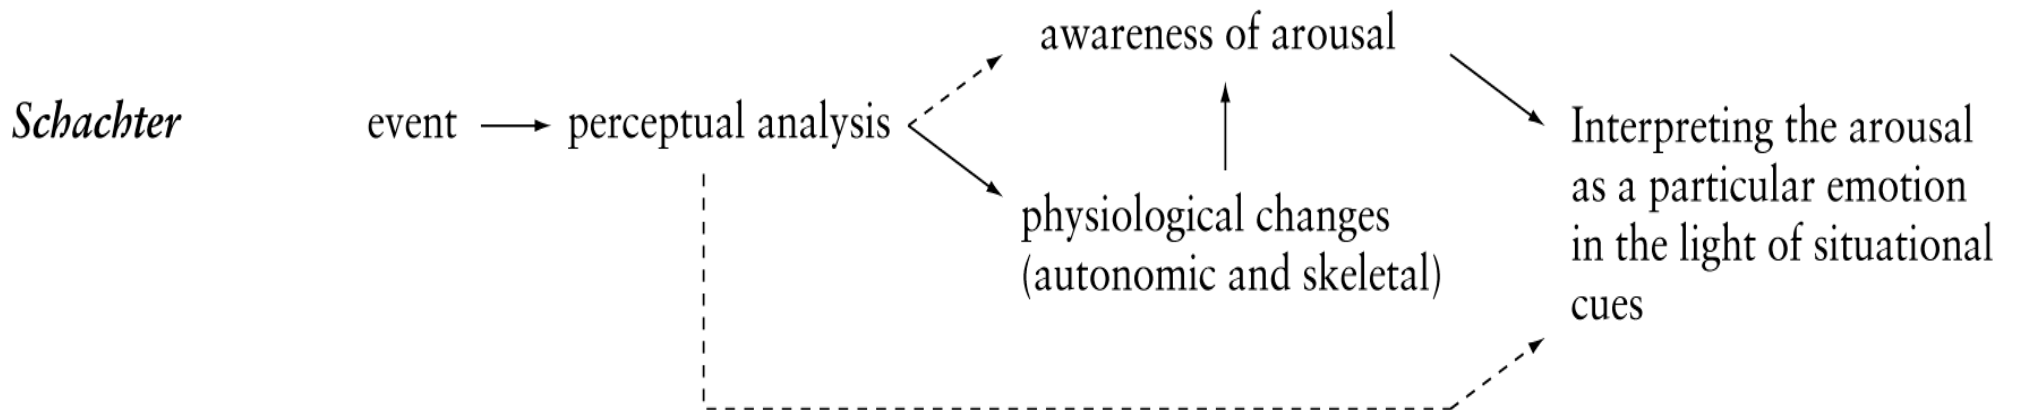 awareness of arousal
Schachter
event
perceptual analysis
physiological changes
(autonomic and skeletal)
Interpreting the arousal
as a particular emotion
in the light of situational
cues